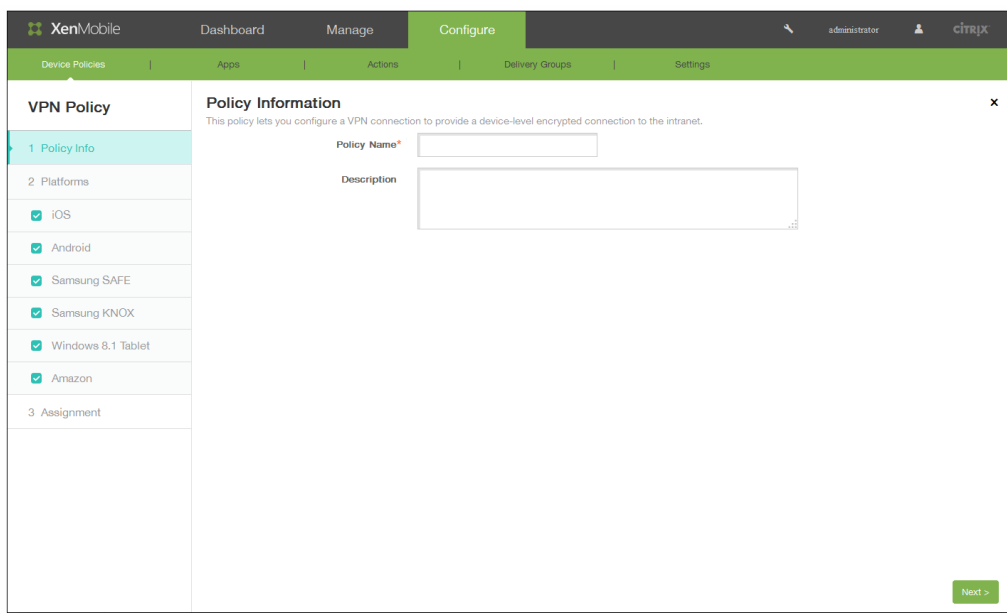 XenMobile Dashboard Manage Configure administrator CITRIX
Device Policies | Apps | Actions | Delivery Groups | Settings
VPN Policy
1 Policy Info
2 Platforms
iOS
Android
Samsung SAFE
Samsung KNOX
Windows 8.1 Tablet
Amazon
3 Assignment
Policy Information
x
This policy lets you configure a VPN connection to provide a device-level encrypted connection to the intranet.
Policy Name*
Description
Next >